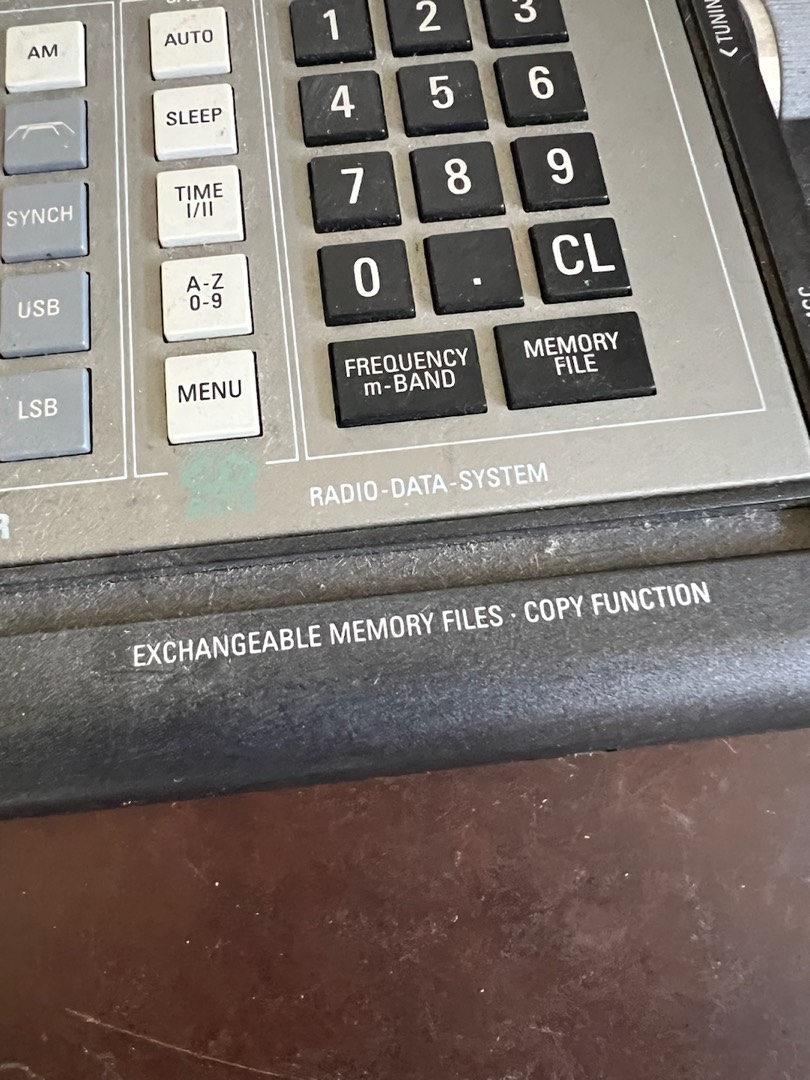 AM
AUTO
1
2
3
< TUNIN
SLEEP
4
5
6
SYNCH
TIME
I/II
7
8
9
USB
A-Z
0-9
0
.
CL
LSB
MENU
FREQUENCY
m-BAND
MEMORY
FILE
RADIO-DATA-SYSTEM
R
EXCHANGEABLE MEMORY FILES · COPY FUNCTION